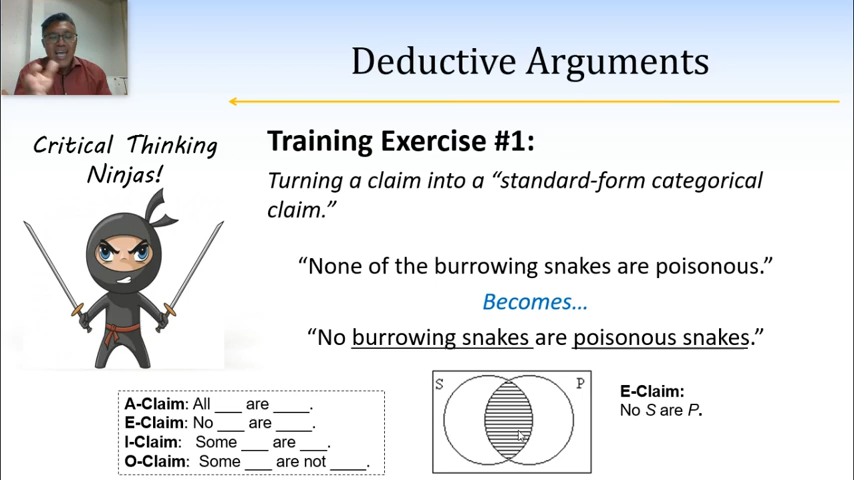 Deductive Arguments
Critical Thinking
Ninjas!
Training Exercise #1:
Turning a claim into a “standard-form categorical
claim.”
“None of the burrowing snakes are poisonous.”
Becomes…
“No burrowing snakes are poisonous snakes.”
A-Claim: All ___ are ____.
E-Claim: No ___ are ____.
I-Claim: Some ___ are ___.
O-Claim: Some ___ are not ____.
S P
E-Claim:
No S are P.